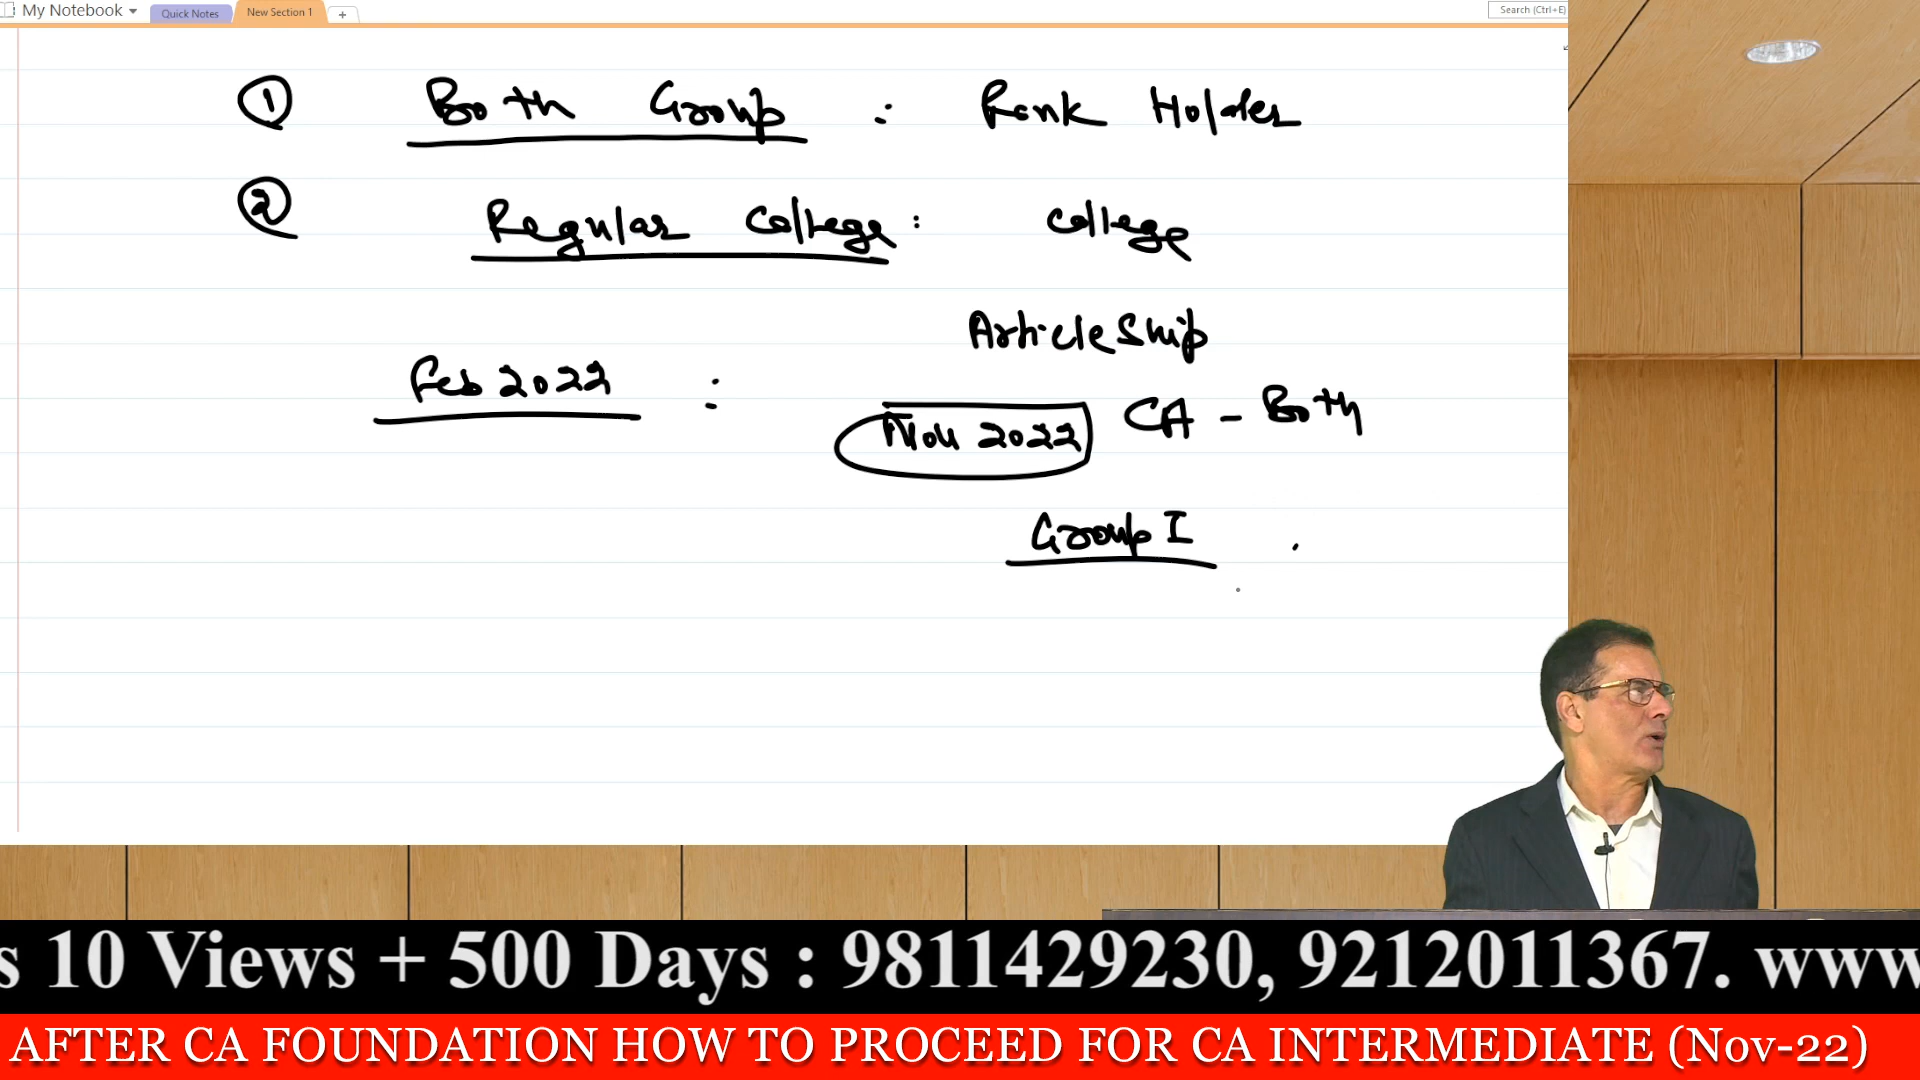 My Notebook Quick Notes New Section 1 + Search (Ctrl+E)
① Both Group : Rank Holder
② Regular College : College
Articleship
Feb 2022 :
Nov 2022 CA - Both
Group I
s 10 Views + 500 Days : 9811429230, 9212011367. www
AFTER CA FOUNDATION HOW TO PROCEED FOR CA INTERMEDIATE (Nov-22)